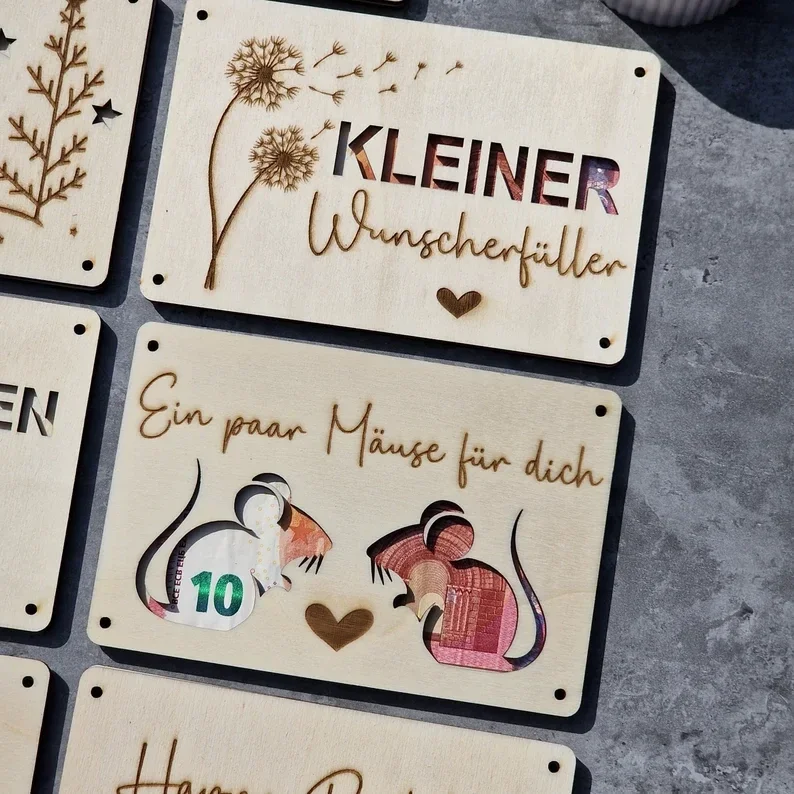 KLEINER
Wunscherfüller
EN
Ein paar Mäuse für dich
10